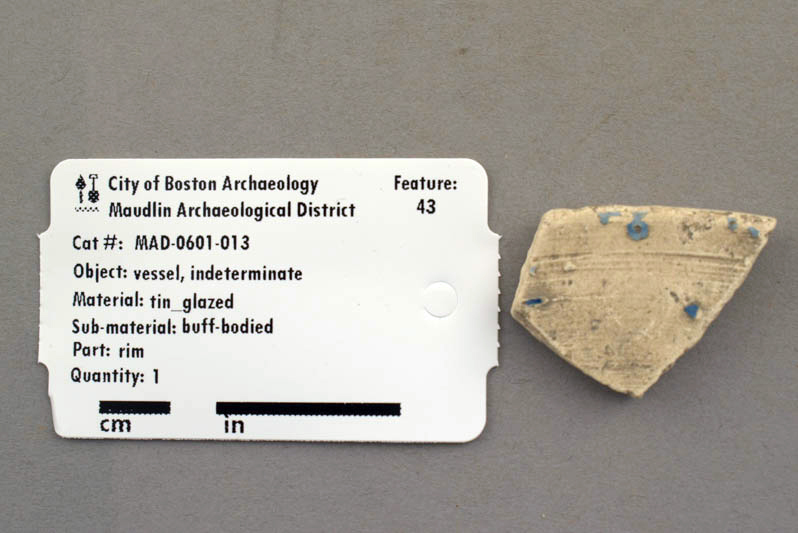 City of Boston Archaeology
Maudlin Archaeological District
Feature:
43
Cat #: MAD-0601-013
Object: vessel, indeterminate
Material: tin_glazed
Sub-material: buff-bodied
Part: rim
Quantity: 1
cm in